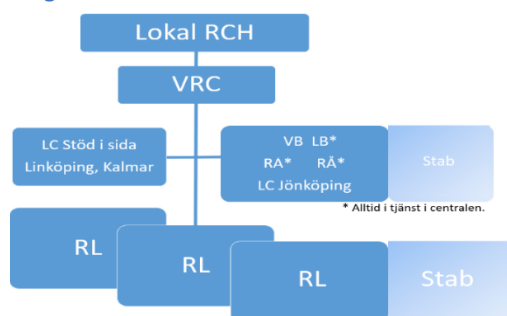 Lokal RCH
VRC
LC Stöd i sida
Linköping, Kalmar
VB LB*
RA* RÄ*
LC Jönköping
Stab
* Alltid i tjänst i centralen.
RL
RL
RL
Stab